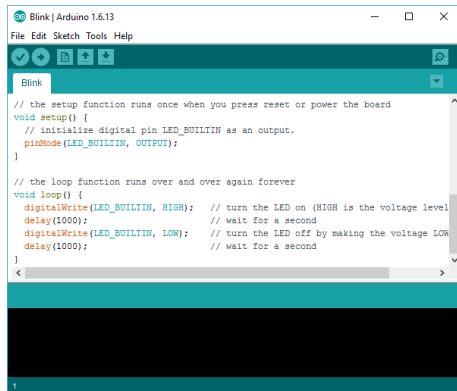 Blink | Arduino 1.6.13
File Edit Sketch Tools Help
Blink
// the setup function runs once when you press reset or power the board
void setup() {
  // initialize digital pin LED_BUILTIN as an output.
  pinMode(LED_BUILTIN, OUTPUT);
}

// the loop function runs over and over again forever
void loop() {
  digitalWrite(LED_BUILTIN, HIGH);   // turn the LED on (HIGH is the voltage level
  delay(1000);                       // wait for a second
  digitalWrite(LED_BUILTIN, LOW);    // turn the LED off by making the voltage LOW
  delay(1000);                       // wait for a second
}
1